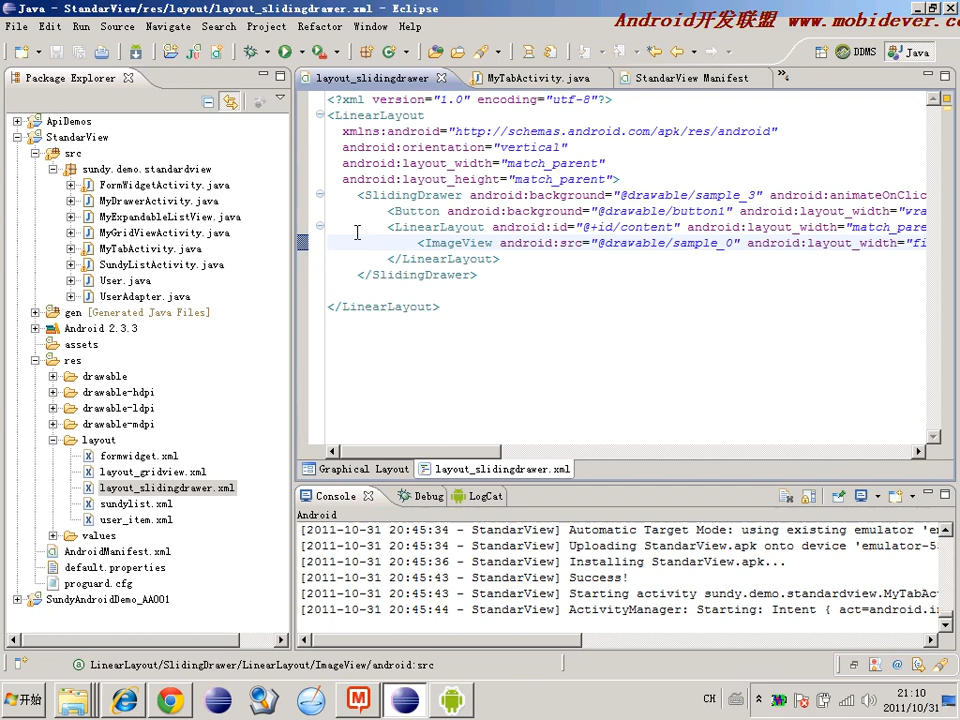 Java - StandarView/res/layout/layout_slidingdrawer.xml - Eclipse
File Edit Run Source Navigate Search Project Refactor Window Help
Android开发联盟 www.mobidever.co
DDMS Java
Package Explorer
layout_slidingdrawer MyTabActivity.java StandarView Manifest
ApiDemos
StandarView
src
sundy.demo.standardview
FormWidgetActivity.java
MyDrawerActivity.java
MyExpandableListView.java
MyGridViewActivity.java
MyTabActivity.java
SundyListActivity.java
User.java
UserAdapter.java
gen [Generated Java Files]
Android 2.3.3
assets
res
drawable
drawable-hdpi
drawable-ldpi
drawable-mdpi
layout
formwidget.xml
layout_gridview.xml
layout_slidingdrawer.xml
sundylist.xml
user_item.xml
values
AndroidManifest.xml
default.properties
proguard.cfg
SundyAndroidDemo_AA001
<?xml version="1.0" encoding="utf-8"?>
<LinearLayout
xmlns:android="http://schemas.android.com/apk/res/android"
android:orientation="vertical"
android:layout_width="match_parent"
android:layout_height="match_parent">
<SlidingDrawer android:background="@drawable/sample_3" android:animateOnClic
<Button android:background="@drawable/button1" android:layout_width="wra
<LinearLayout android:id="@+id/content" android:layout_width="match_pare
<ImageView android:src="@drawable/sample_0" android:layout_width="fi
</LinearLayout>
</SlidingDrawer>
</LinearLayout>
Graphical Layout layout_slidingdrawer.xml
Console Debug LogCat
Android
[2011-10-31 20:45:34 - StandarView] Automatic Target Mode: using existing emulator 'e
[2011-10-31 20:45:34 - StandarView] Uploading StandarView.apk onto device 'emulator-5
[2011-10-31 20:45:36 - StandarView] Installing StandarView.apk...
[2011-10-31 20:45:43 - StandarView] Success!
[2011-10-31 20:45:43 - StandarView] Starting activity sundy.demo.standardview.MyTabAc
[2011-10-31 20:45:44 - StandarView] ActivityManager: Starting: Intent { act=android.i
LinearLayout/SlidingDrawer/LinearLayout/ImageView/android:src
开始
CH
21:10
2011/10/31